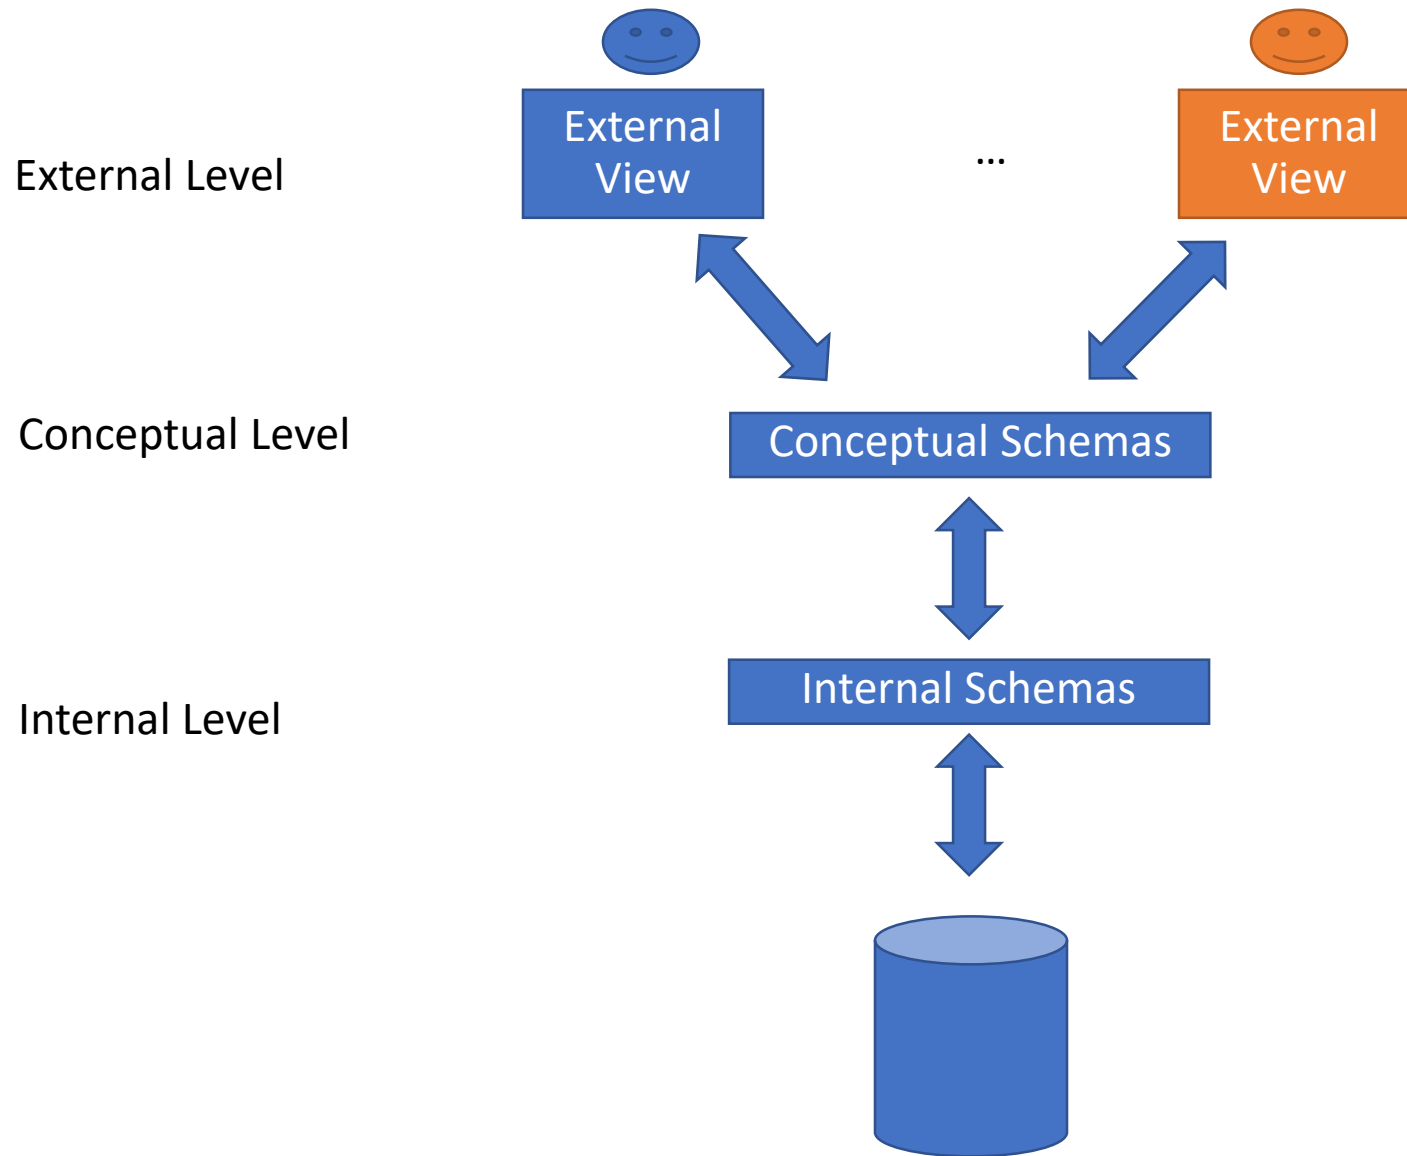 External
View
...
External
View
External Level
Conceptual Level
Conceptual Schemas
Internal Schemas
Internal Level